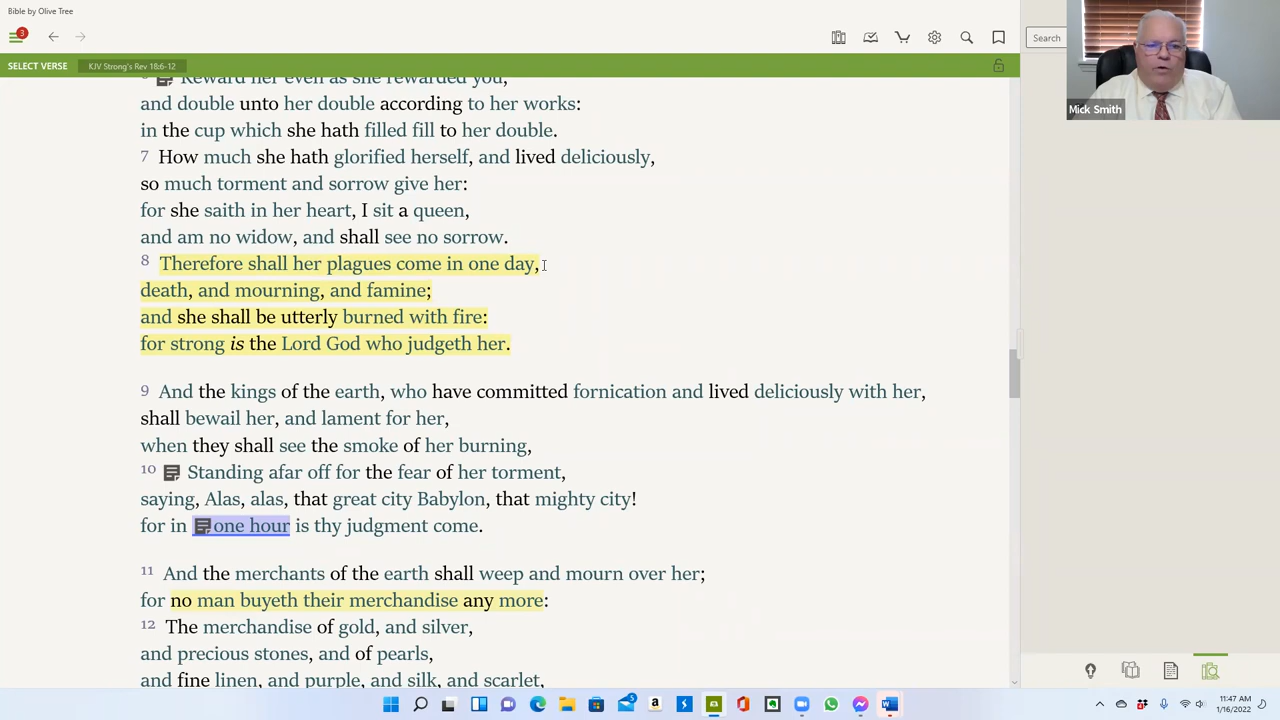 Bible by Olive Tree
3
SELECT VERSE
KJV Strong's Rev 18:6-12
Search
Mick Smith
Reward her even as she rewarded you,
and double unto her double according to her works:
in the cup which she hath filled fill to her double.
7 How much she hath glorified herself, and lived deliciously,
so much torment and sorrow give her:
for she saith in her heart, I sit a queen,
and am no widow, and shall see no sorrow.
8 Therefore shall her plagues come in one day,
death, and mourning, and famine;
and she shall be utterly burned with fire:
for strong is the Lord God who judgeth her.
9 And the kings of the earth, who have committed fornication and lived deliciously with her,
shall bewail her, and lament for her,
when they shall see the smoke of her burning,
10 Standing afar off for the fear of her torment,
saying, Alas, alas, that great city Babylon, that mighty city!
for in one hour is thy judgment come.
11 And the merchants of the earth shall weep and mourn over her;
for no man buyeth their merchandise any more:
12 The merchandise of gold, and silver,
and precious stones, and of pearls,
and fine linen, and purple, and silk, and scarlet,
5
11:47 AM
1/16/2022